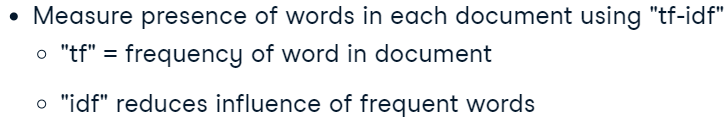 • Measure presence of words in each document using "tf-idf"
◦ "tf" = frequency of word in document
◦ "idf" reduces influence of frequent words